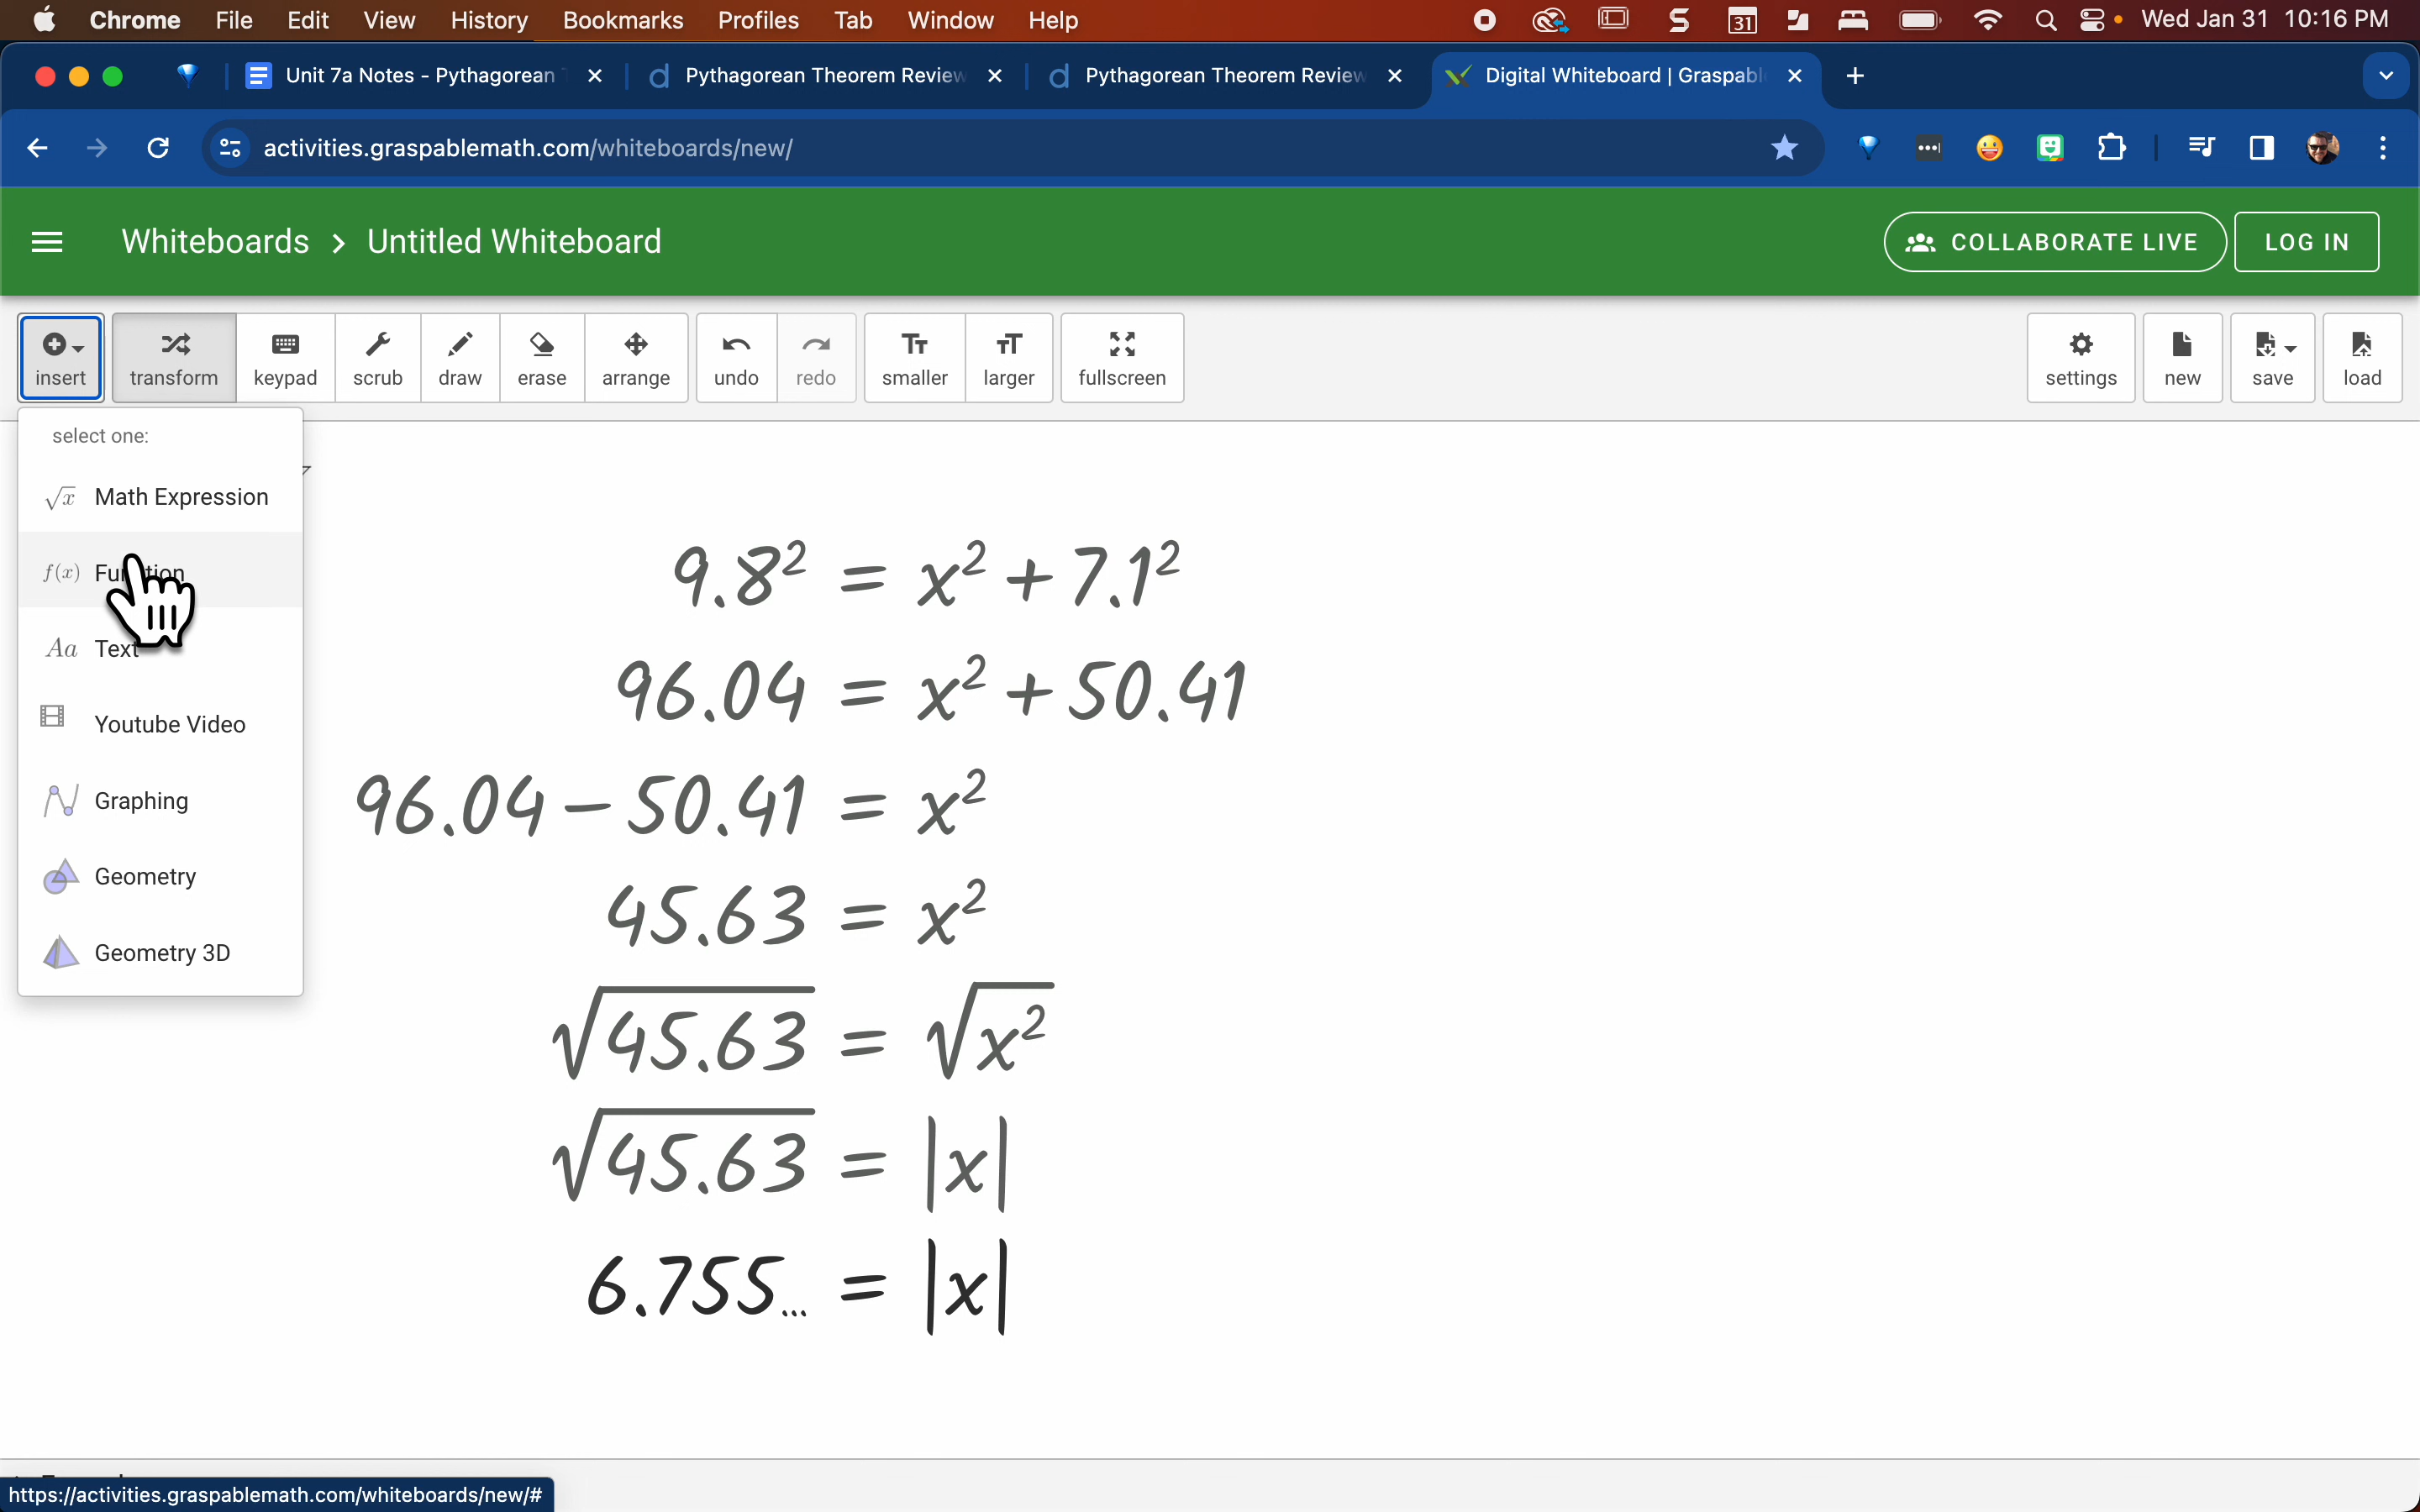 Chrome File Edit View History Bookmarks Profiles Tab Window Help 31 Wed Jan 31 10:16 PM
Unit 7a Notes - Pythagorean Pythagorean Theorem Review Pythagorean Theorem Review Digital Whiteboard | Graspabl
activities.graspablemath.com/whiteboards/new/
Whiteboards > Untitled Whiteboard COLLABORATE LIVE LOG IN
insert transform keypad scrub draw erase arrange undo redo smaller larger fullscreen settings new save load
select one:
√x Math Expression
f(x)
Aa Text
Youtube Video
Graphing
Geometry
Geometry 3D
9.8² = x² + 7.1²
96.04 = x² + 50.41
96.04 − 50.41 = x²
45.63 = x²
√45.63 = √x²
√45.63 = |x|
6.755... = |x|
https://activities.graspablemath.com/whiteboards/new/#